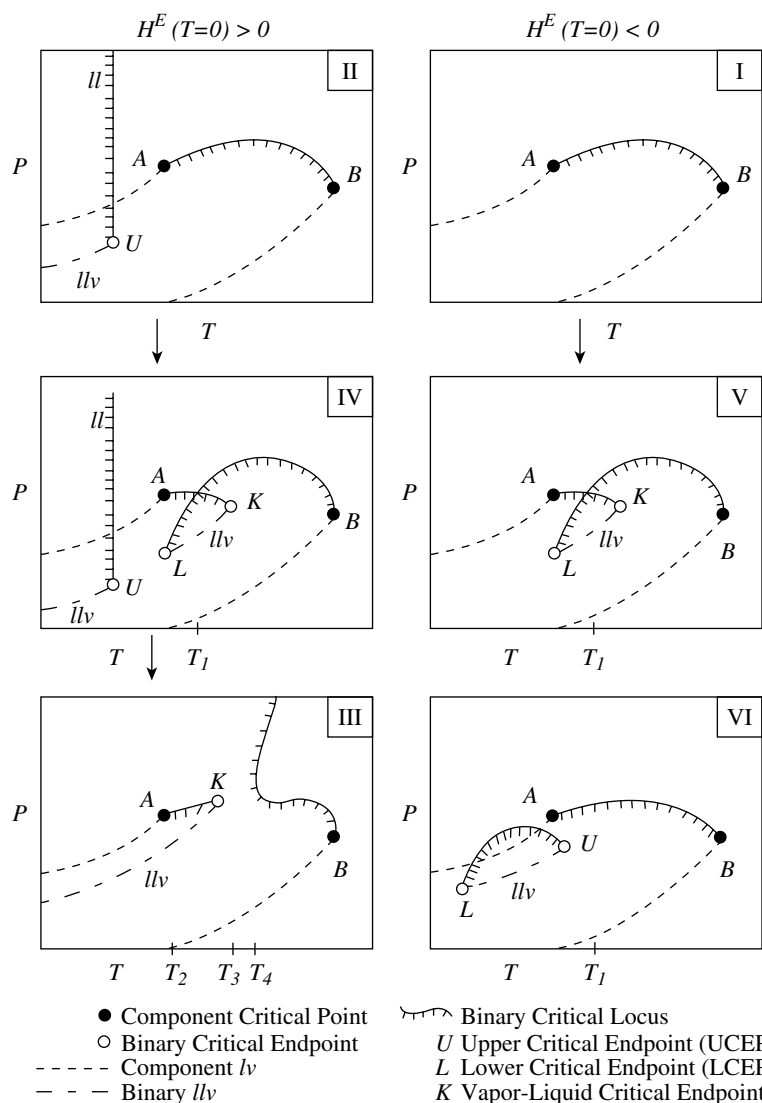 H^E (T=0) > 0
H^E (T=0) < 0
II
ll
A
B
P
U
llv
T
I
A
B
P
T
IV
ll
A
K
P
B
llv
L
U
llv
T
T_1
V
A
K
P
llv
B
L
T
T_1
III
K
A
P
B
llv
T
T_2
T_3
T_4
VI
A
P
B
U
llv
L
T
T_1
Component Critical Point
Binary Critical Locus
Binary Critical Endpoint
U Upper Critical Endpoint (UCEP
Component lv
L Lower Critical Endpoint (LCEP
Binary llv
K Vapor-Liquid Critical Endpoint